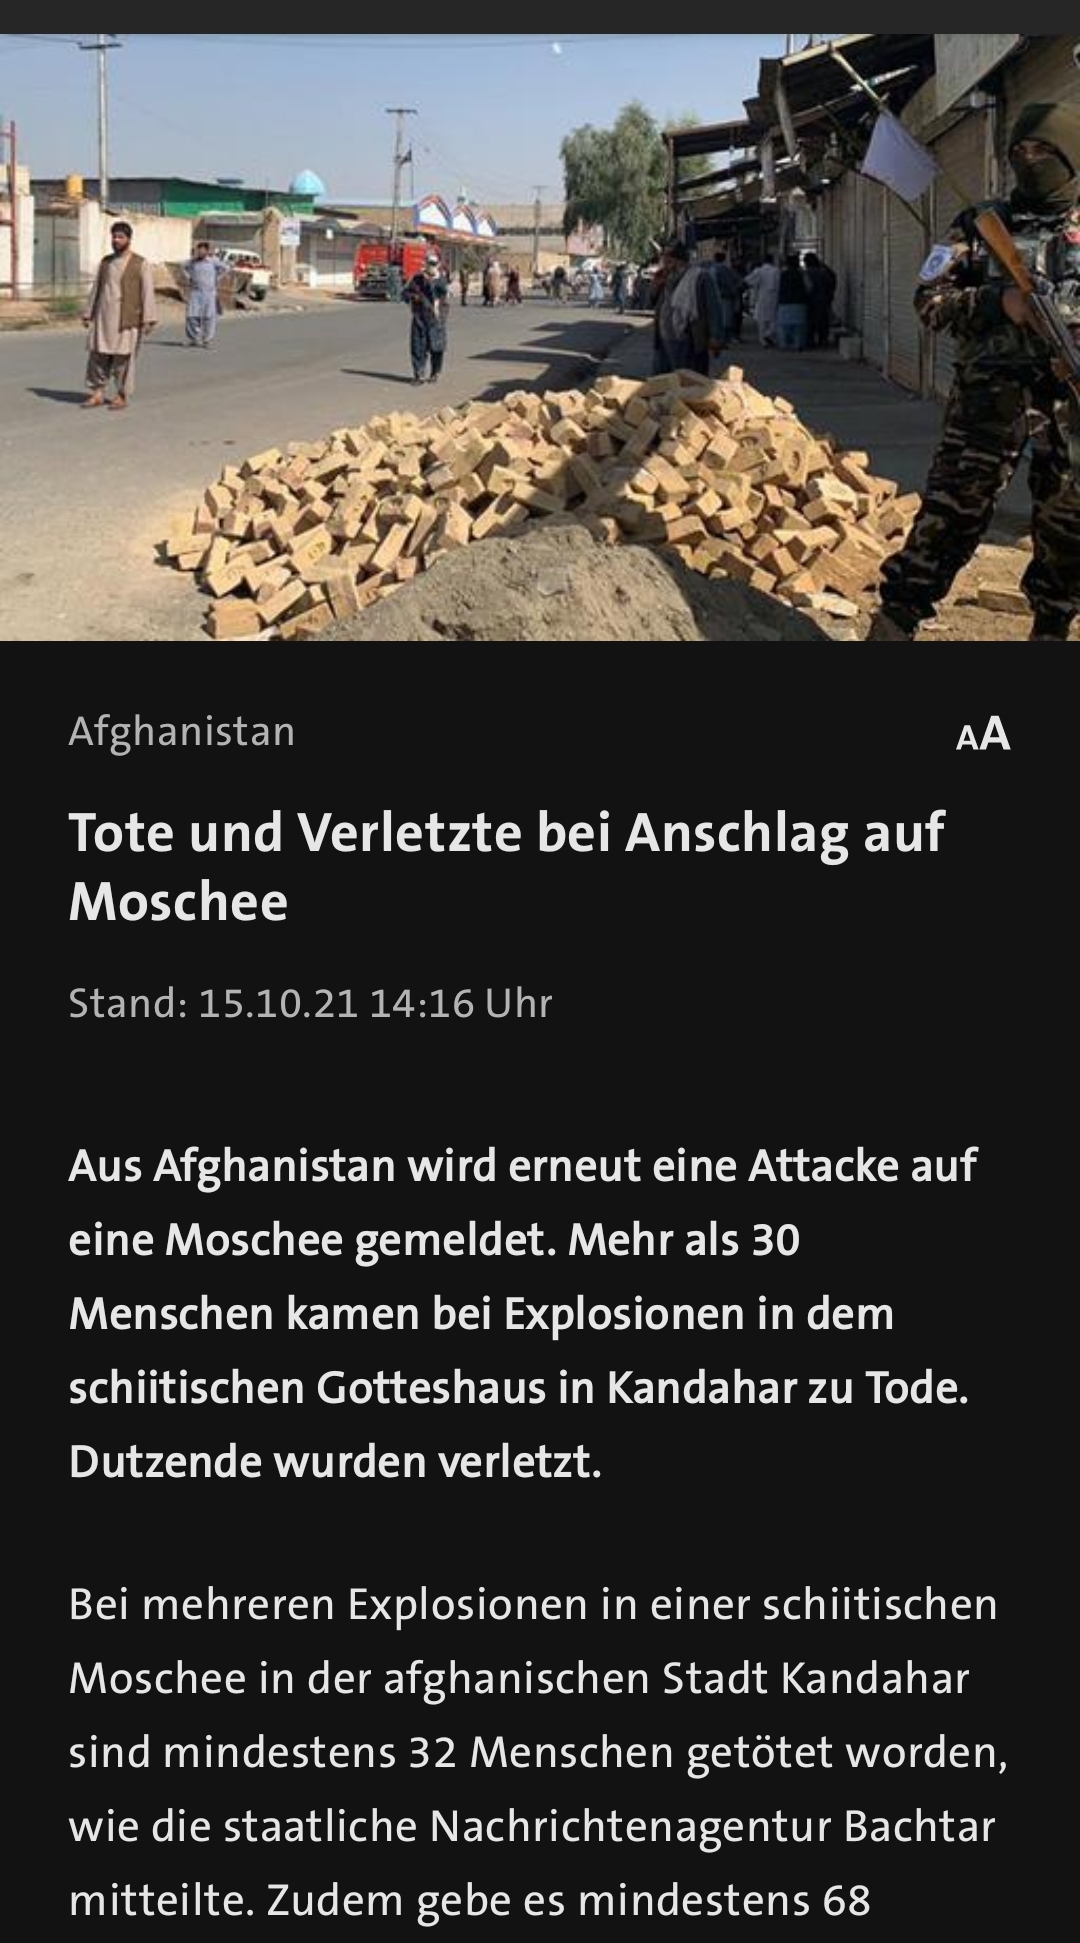 Afghanistan
AA
Tote und Verletzte bei Anschlag auf
Moschee
Stand: 15.10.21 14:16 Uhr
Aus Afghanistan wird erneut eine Attacke auf
eine Moschee gemeldet. Mehr als 30
Menschen kamen bei Explosionen in dem
schiitischen Gotteshaus in Kandahar zu Tode.
Dutzende wurden verletzt.
Bei mehreren Explosionen in einer schiitischen
Moschee in der afghanischen Stadt Kandahar
sind mindestens 32 Menschen getötet worden,
wie die staatliche Nachrichtenagentur Bachtar
mitteilte. Zudem gebe es mindestens 68